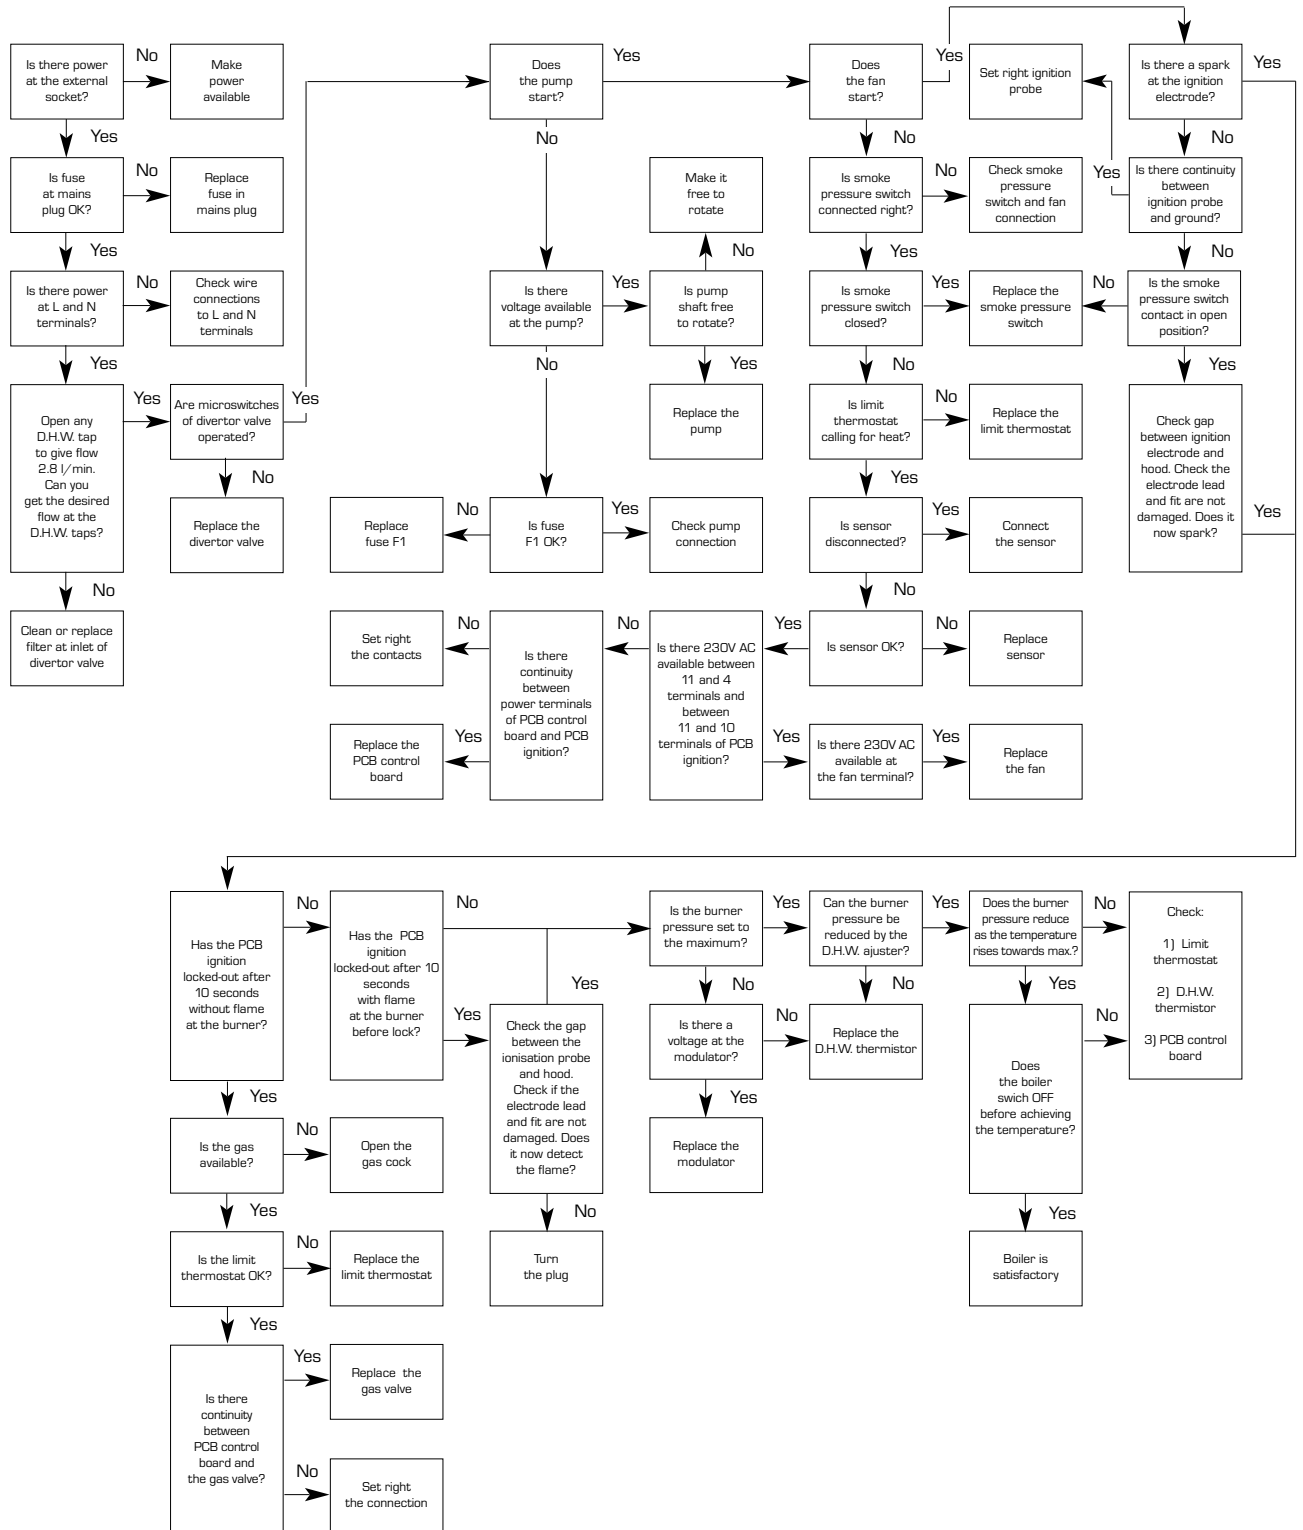 Is there power
at the external
socket?
No
Make
power
available
Yes
Is fuse
at mains
plug OK?
No
Replace
fuse in
mains plug
Yes
Is there power
at L and N
terminals?
No
Check wire
connections
to L and N
terminals
Yes
Open any
D.H.W. tap
to give flow
2.8 l/min.
Can you
get the desired
flow at the
D.H.W. taps?
Yes
Are microswitches
of divertor valve
operated?
Yes
No
Replace the
divertor valve
No
Clean or replace
filter at inlet of
divertor valve
Does
the pump
start?
Yes
No
Is there
voltage available
at the pump?
Yes
Is pump
shaft free
to rotate?
No
Make it
free to
rotate
Yes
Replace the
pump
No
Is fuse
F1 OK?
No
Replace
fuse F1
Yes
Check pump
connection
Does
the fan
start?
Yes
No
Is smoke
pressure switch
connected right?
No
Check smoke
pressure
switch and fan
connection
Yes
Is smoke
pressure switch
closed?
Yes
Replace the
smoke pressure
switch
No
Is limit
thermostat
calling for heat?
No
Replace the
limit thermostat
Yes
Is sensor
disconnected?
Yes
Connect
the sensor
No
Is sensor OK?
No
Replace
sensor
Yes
Is there 230V AC
available between
11 and 4
terminals and
between
11 and 10
terminals of PCB
ignition?
No
Is there
continuity
between
power terminals
of PCB control
board and PCB
ignition?
No
Set right
the contacts
Yes
Replace the
PCB control
board
Yes
Is there 230V AC
available at
the fan terminal?
Yes
Replace
the fan
Set right ignition
probe
Is there a spark
at the ignition
electrode?
Yes
No
Is there continuity
between
ignition probe
and ground?
Yes
No
Is the smoke
pressure switch
contact in open
position?
No
Yes
Check gap
between ignition
electrode and
hood. Check the
electrode lead
and fit are not
damaged. Does it
now spark?
Yes
Has the PCB
ignition
locked-out after
10 seconds
without flame
at the burner?
No
Has the PCB
ignition
locked-out after 10
seconds
with flame
at the burner
before lock?
No
Yes
Check the gap
between the
ionisation probe
and hood.
Check if the
electrode lead
and fit are not
damaged. Does
it now detect
the flame?
Yes
No
Turn
the plug
Yes
Is the gas
available?
No
Open the
gas cock
Yes
Is the limit
thermostat OK?
No
Replace the
limit thermostat
Yes
Is there
continuity
between
PCB control
board and
the gas valve?
Yes
Replace the
gas valve
No
Set right
the connection
Is the burner
pressure set to
the maximum?
Yes
No
Is there a
voltage at the
modulator?
No
Yes
Replace the
modulator
Can the burner
pressure be
reduced by the
D.H.W. ajuster?
Yes
No
Replace the
D.H.W. thermistor
Does the burner
pressure reduce
as the temperature
rises towards max.?
No
Yes
Does
the boiler
swich OFF
before achieving
the temperature?
No
Yes
Boiler is
satisfactory
Check:
1) Limit
thermostat
2) D.H.W.
thermistor
3) PCB control
board